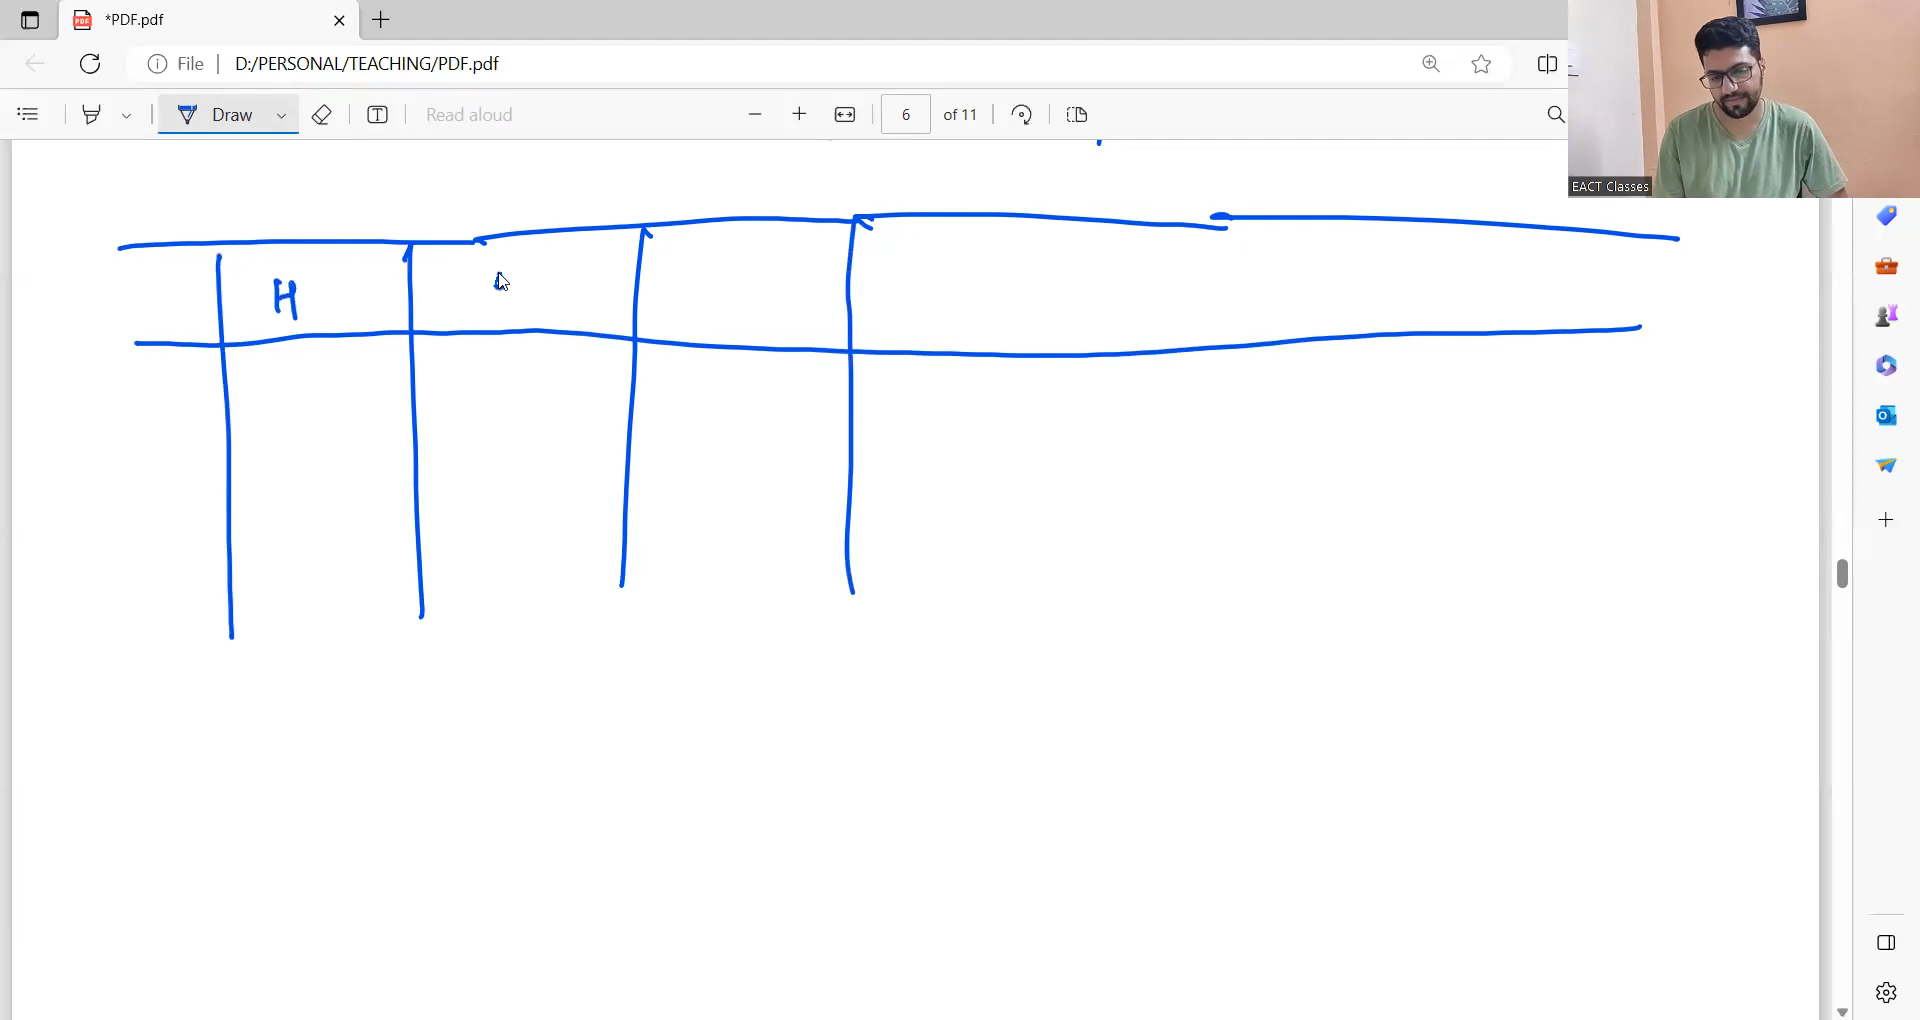 *PDF.pdf
File
D:/PERSONAL/TEACHING/PDF.pdf
Draw
Read aloud
6
of 11
EACT Classes
H